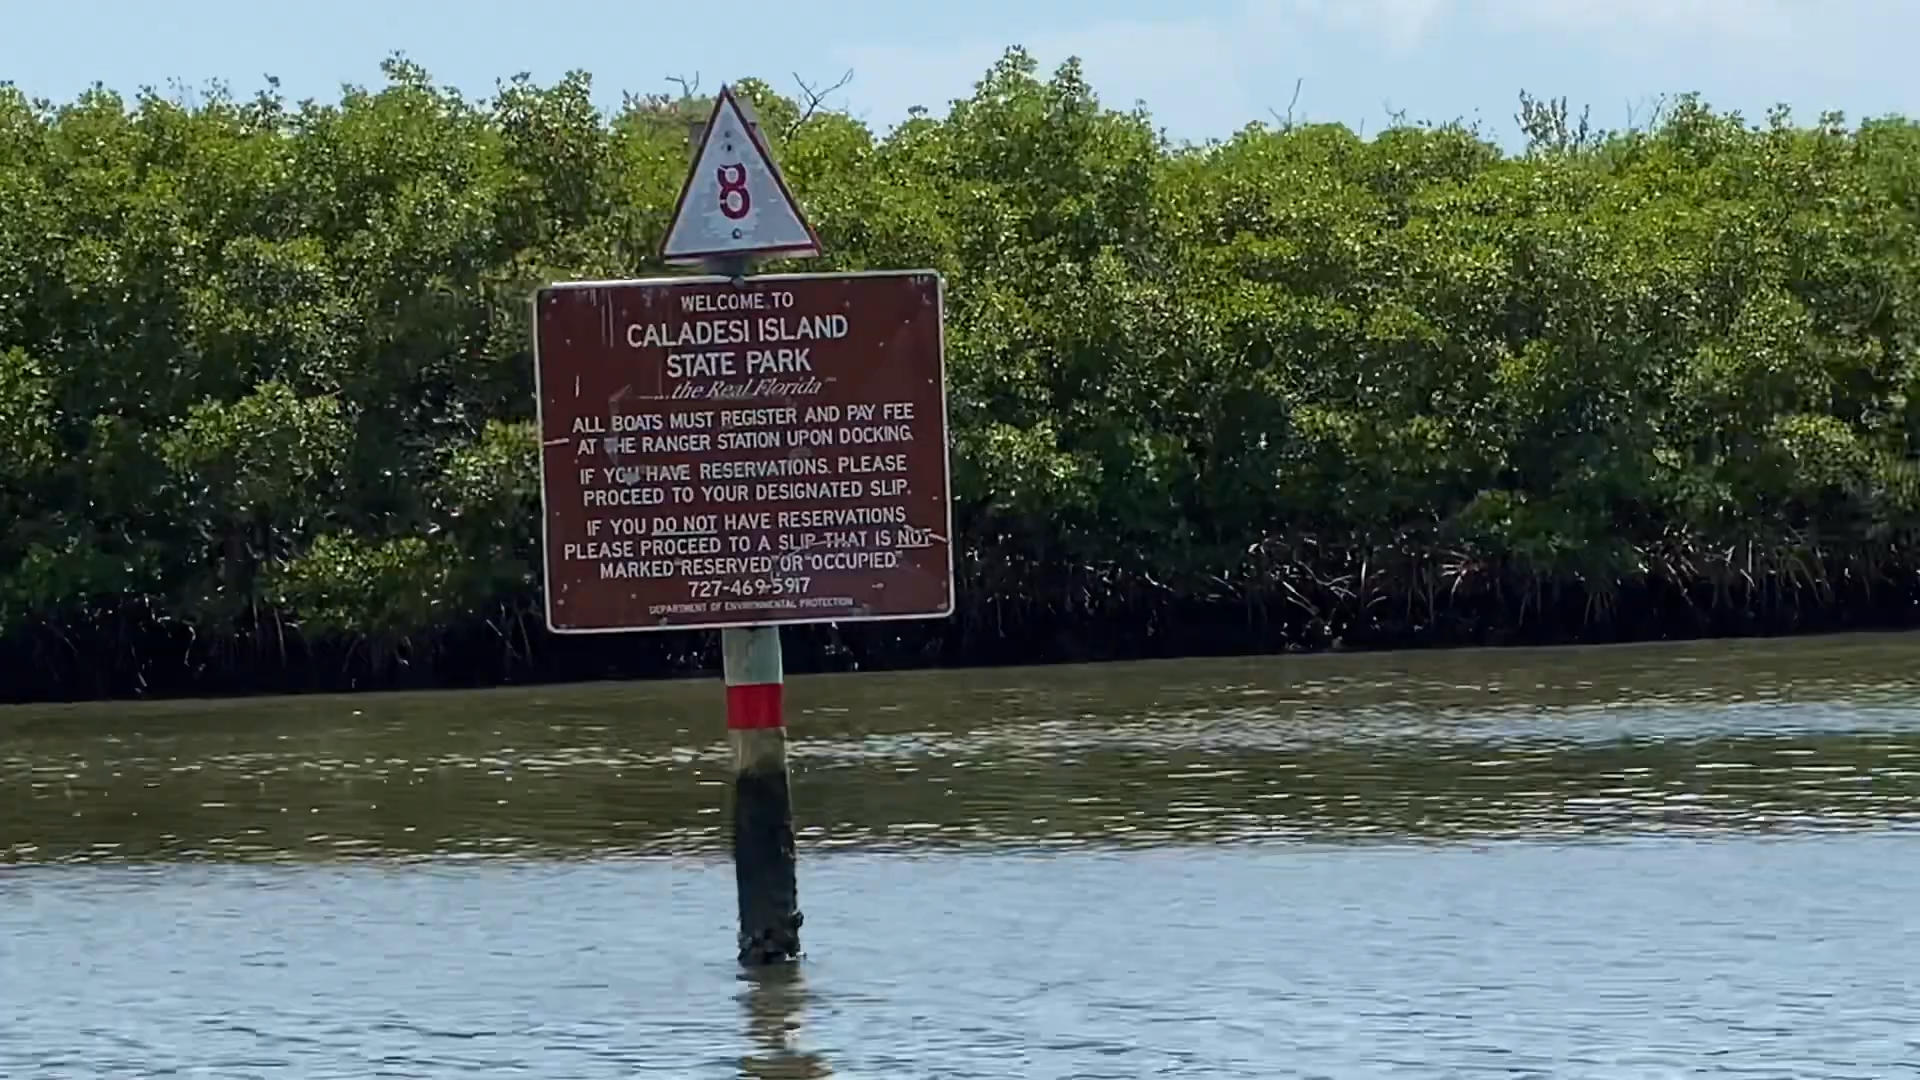 8
WELCOME TO
CALADESI ISLAND
STATE PARK
...the Real Florida℠
ALL BOATS MUST REGISTER AND PAY FEE
AT THE RANGER STATION UPON DOCKING.
IF YOU HAVE RESERVATIONS. PLEASE
PROCEED TO YOUR DESIGNATED SLIP.
IF YOU DO NOT HAVE RESERVATIONS
PLEASE PROCEED TO A SLIP THAT IS NOT
MARKED "RESERVED" OR "OCCUPIED."
727-469-5917
DEPARTMENT OF ENVIRONMENTAL PROTECTION